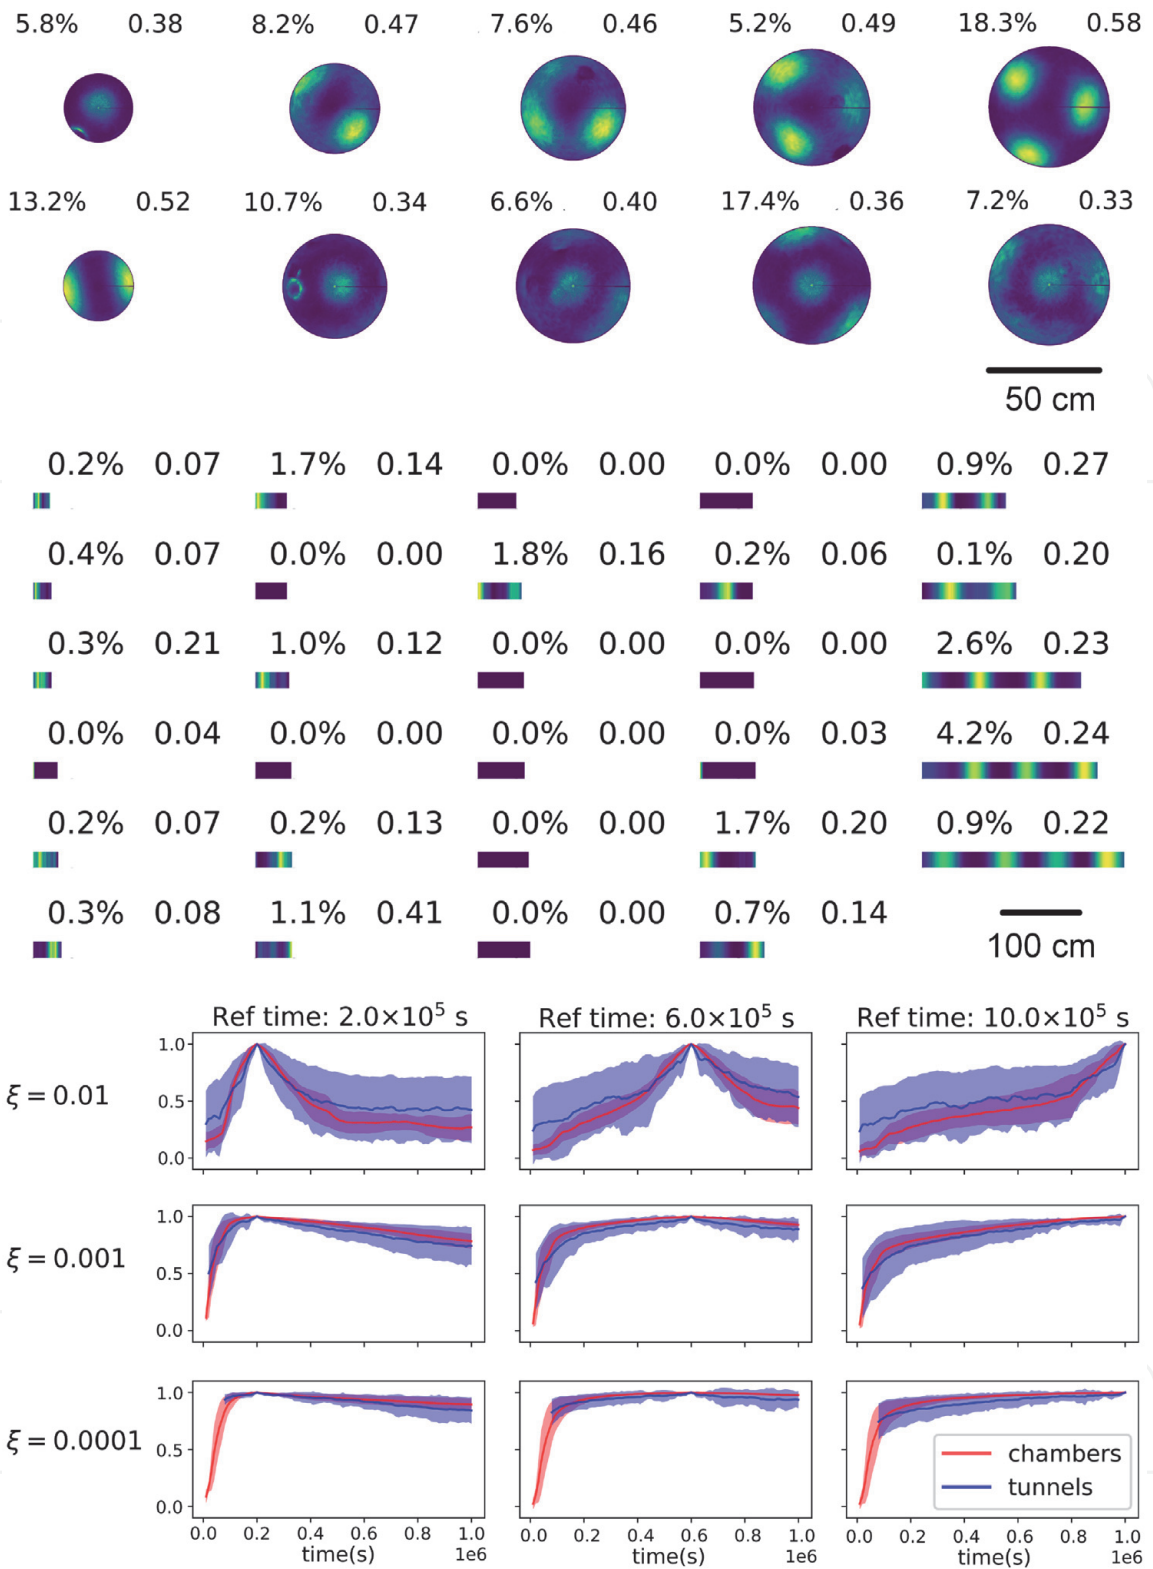 5.8% 0.38 8.2% 0.47 7.6% 0.46 5.2% 0.49 18.3% 0.58
13.2% 0.52 10.7% 0.34 6.6% 0.40 17.4% 0.36 7.2% 0.33
50 cm
0.2% 0.07 1.7% 0.14 0.0% 0.00 0.0% 0.00 0.9% 0.27
0.4% 0.07 0.0% 0.00 1.8% 0.16 0.2% 0.06 0.1% 0.20
0.3% 0.21 1.0% 0.12 0.0% 0.00 0.0% 0.00 2.6% 0.23
0.0% 0.04 0.0% 0.00 0.0% 0.00 0.0% 0.03 4.2% 0.24
0.2% 0.07 0.2% 0.13 0.0% 0.00 1.7% 0.20 0.9% 0.22
0.3% 0.08 1.1% 0.41 0.0% 0.00 0.7% 0.14
100 cm
Ref time: 2.0×10⁵ s Ref time: 6.0×10⁵ s Ref time: 10.0×10⁵ s
1.0
ξ = 0.01 0.5
0.0
1.0
ξ = 0.001 0.5
0.0
1.0
ξ = 0.0001 0.5
0.0
chambers
tunnels
0.0 0.2 0.4 0.6 0.8 1.0 0.0 0.2 0.4 0.6 0.8 1.0 0.0 0.2 0.4 0.6 0.8 1.0
time(s) 1e6 time(s) 1e6 time(s) 1e6